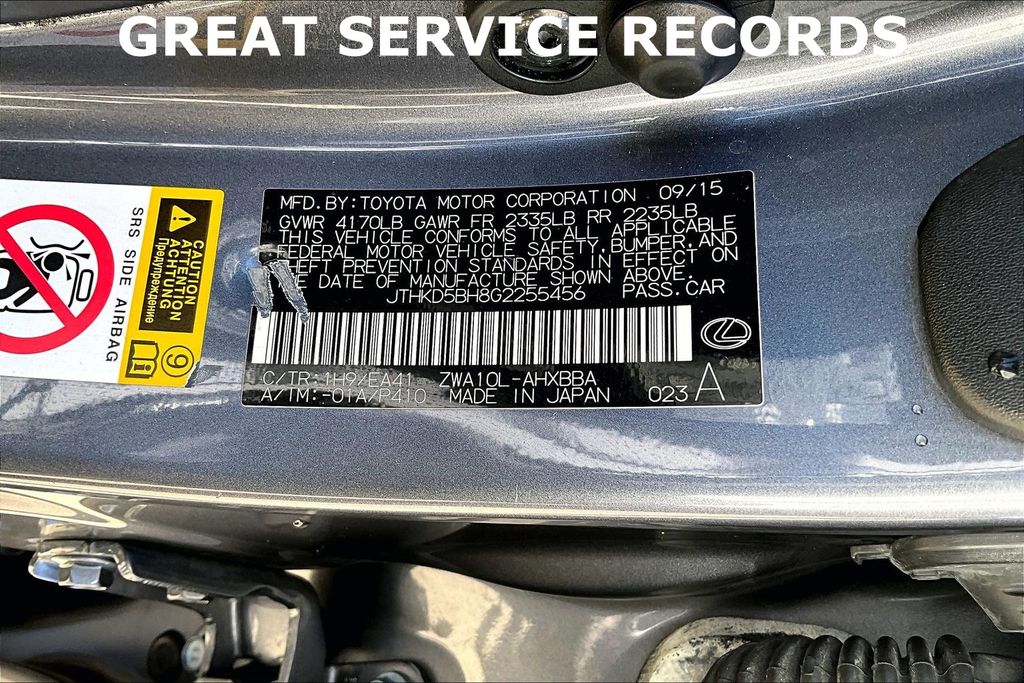 GREAT SERVICE RECORDS
MFD. BY: TOYOTA MOTOR CORPORATION 09/15
GVWR 4170LB GAWR FR 2335LB RR 2235LB
THIS VEHICLE CONFORMS TO ALL APPLICABLE
FEDERAL MOTOR VEHICLE SAFETY, BUMPER, AND
THEFT PREVENTION STANDARDS IN EFFECT ON
THE DATE OF MANUFACTURE SHOWN ABOVE.
JTHKD5BH8G2255456 PASS. CAR
C/TR: 1H9/EA41 ZWA10L-AHXBBA
A/TM: -01A/P410 MADE IN JAPAN 023 A
SRS SIDE AIRBAG
CAUTION
ATTENTION
ACHTUNG
Предупреждение
9